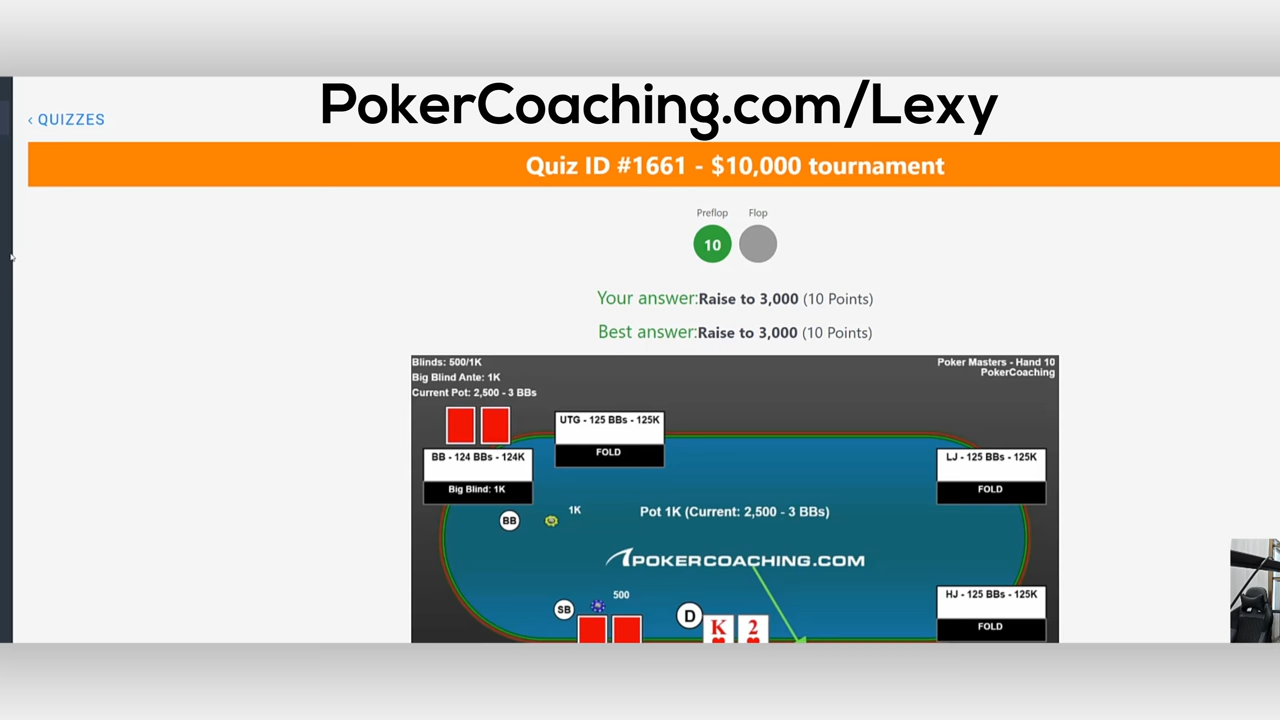 PokerCoaching.com/Lexy
‹ QUIZZES
Quiz ID #1661 - $10,000 tournament
Preflop Flop
10
Your answer:Raise to 3,000 (10 Points)
Best answer:Raise to 3,000 (10 Points)
Blinds: 500/1K
Big Blind Ante: 1K
Current Pot: 2,500 - 3 BBs
Poker Masters - Hand 10
PokerCoaching
UTG - 125 BBs - 125K
FOLD
BB - 124 BBs - 124K
Big Blind: 1K
LJ - 125 BBs - 125K
FOLD
BB
1K
Pot 1K (Current: 2,500 - 3 BBs)
POKERCOACHING.COM
HJ - 125 BBs - 125K
FOLD
SB
500
D
K
2